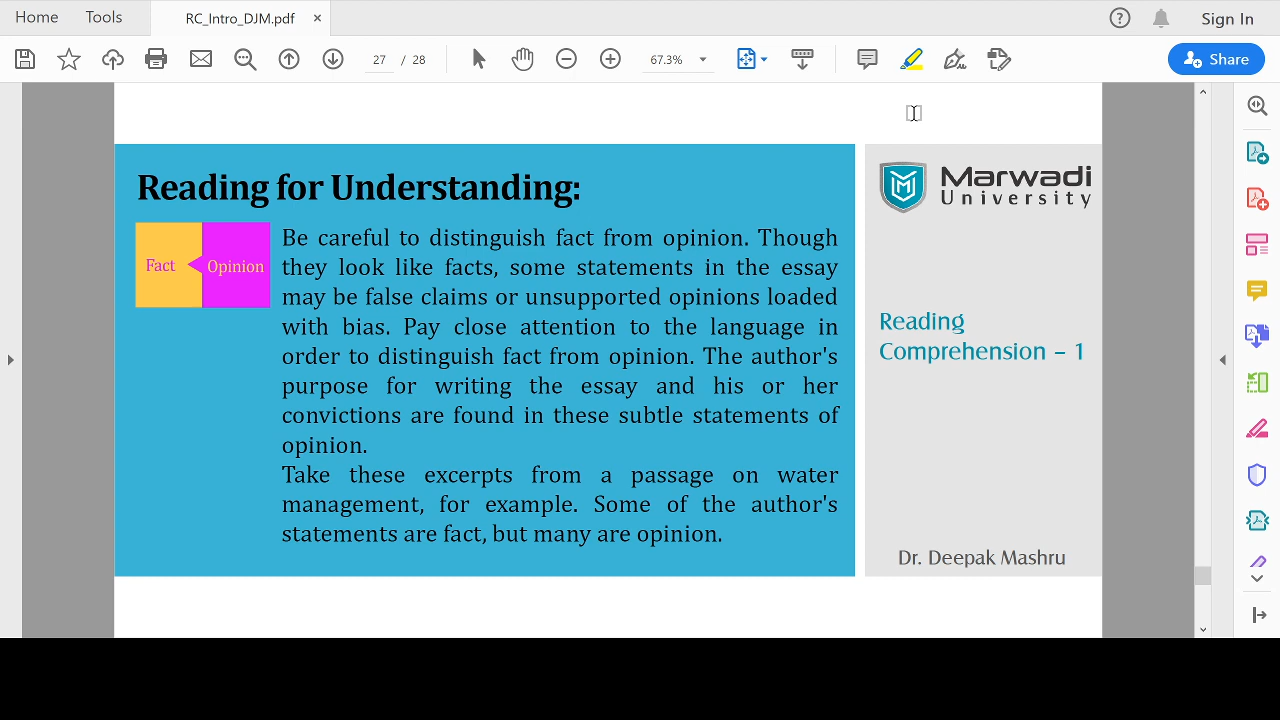 Home Tools RC_Intro_DJM.pdf × Sign In
27 / 28 67.3% Share
Reading for Understanding:
Fact Opinion
Be careful to distinguish fact from opinion. Though
they look like facts, some statements in the essay
may be false claims or unsupported opinions loaded
with bias. Pay close attention to the language in
order to distinguish fact from opinion. The author's
purpose for writing the essay and his or her
convictions are found in these subtle statements of
opinion.
Take these excerpts from a passage on water
management, for example. Some of the author's
statements are fact, but many are opinion.
Marwadi
University
Reading
Comprehension – 1
Dr. Deepak Mashru